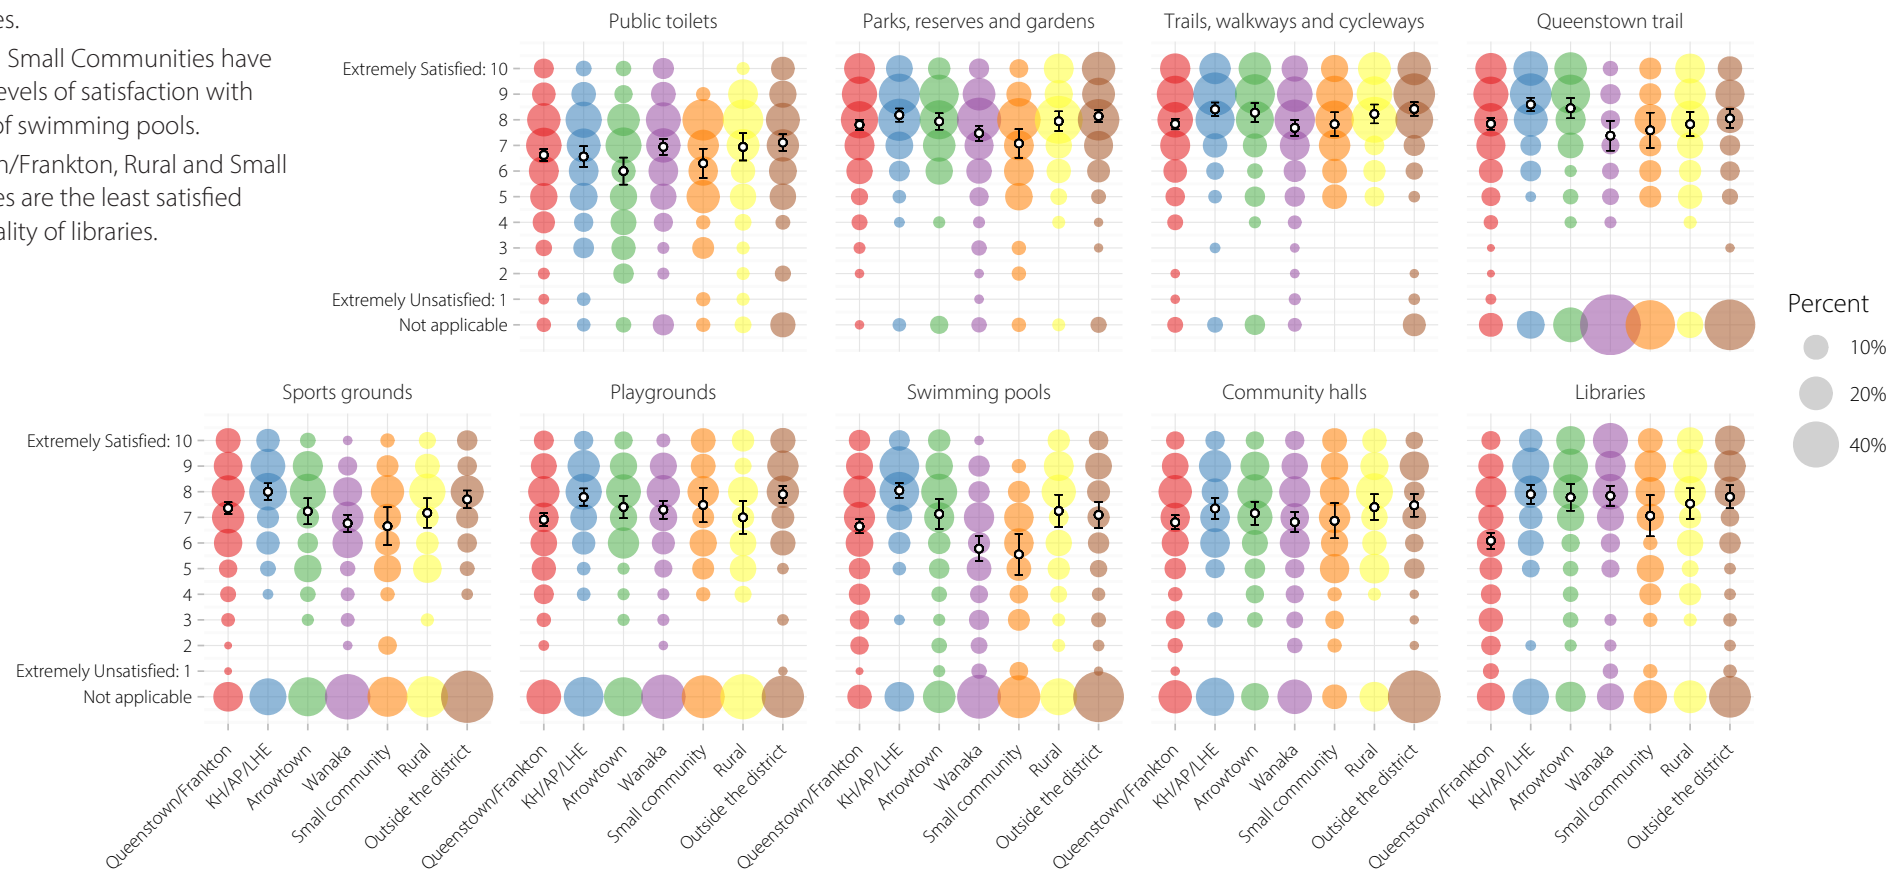 es.
Small Communities have
evels of satisfaction with
of swimming pools.
n/Frankton, Rural and Small
es are the least satisfied
ality of libraries.
Public toilets
Parks, reserves and gardens
Trails, walkways and cycleways
Queenstown trail
Extremely Satisfied: 10
9
8
7
6
5
4
3
2
Extremely Unsatisfied: 1
Not applicable
Percent
10%
20%
40%
Sports grounds
Playgrounds
Swimming pools
Community halls
Libraries
Extremely Satisfied: 10
9
8
7
6
5
4
3
2
Extremely Unsatisfied: 1
Not applicable
Queenstown/Frankton
KH/AP/LHE
Arrowtown
Wanaka
Small community
Rural
Outside the district
Queenstown/Frankton
KH/AP/LHE
Arrowtown
Wanaka
Small community
Rural
Outside the district
Queenstown/Frankton
KH/AP/LHE
Arrowtown
Wanaka
Small community
Rural
Outside the district
Queenstown/Frankton
KH/AP/LHE
Arrowtown
Wanaka
Small community
Rural
Outside the district
Queenstown/Frankton
KH/AP/LHE
Arrowtown
Wanaka
Small community
Rural
Outside the district